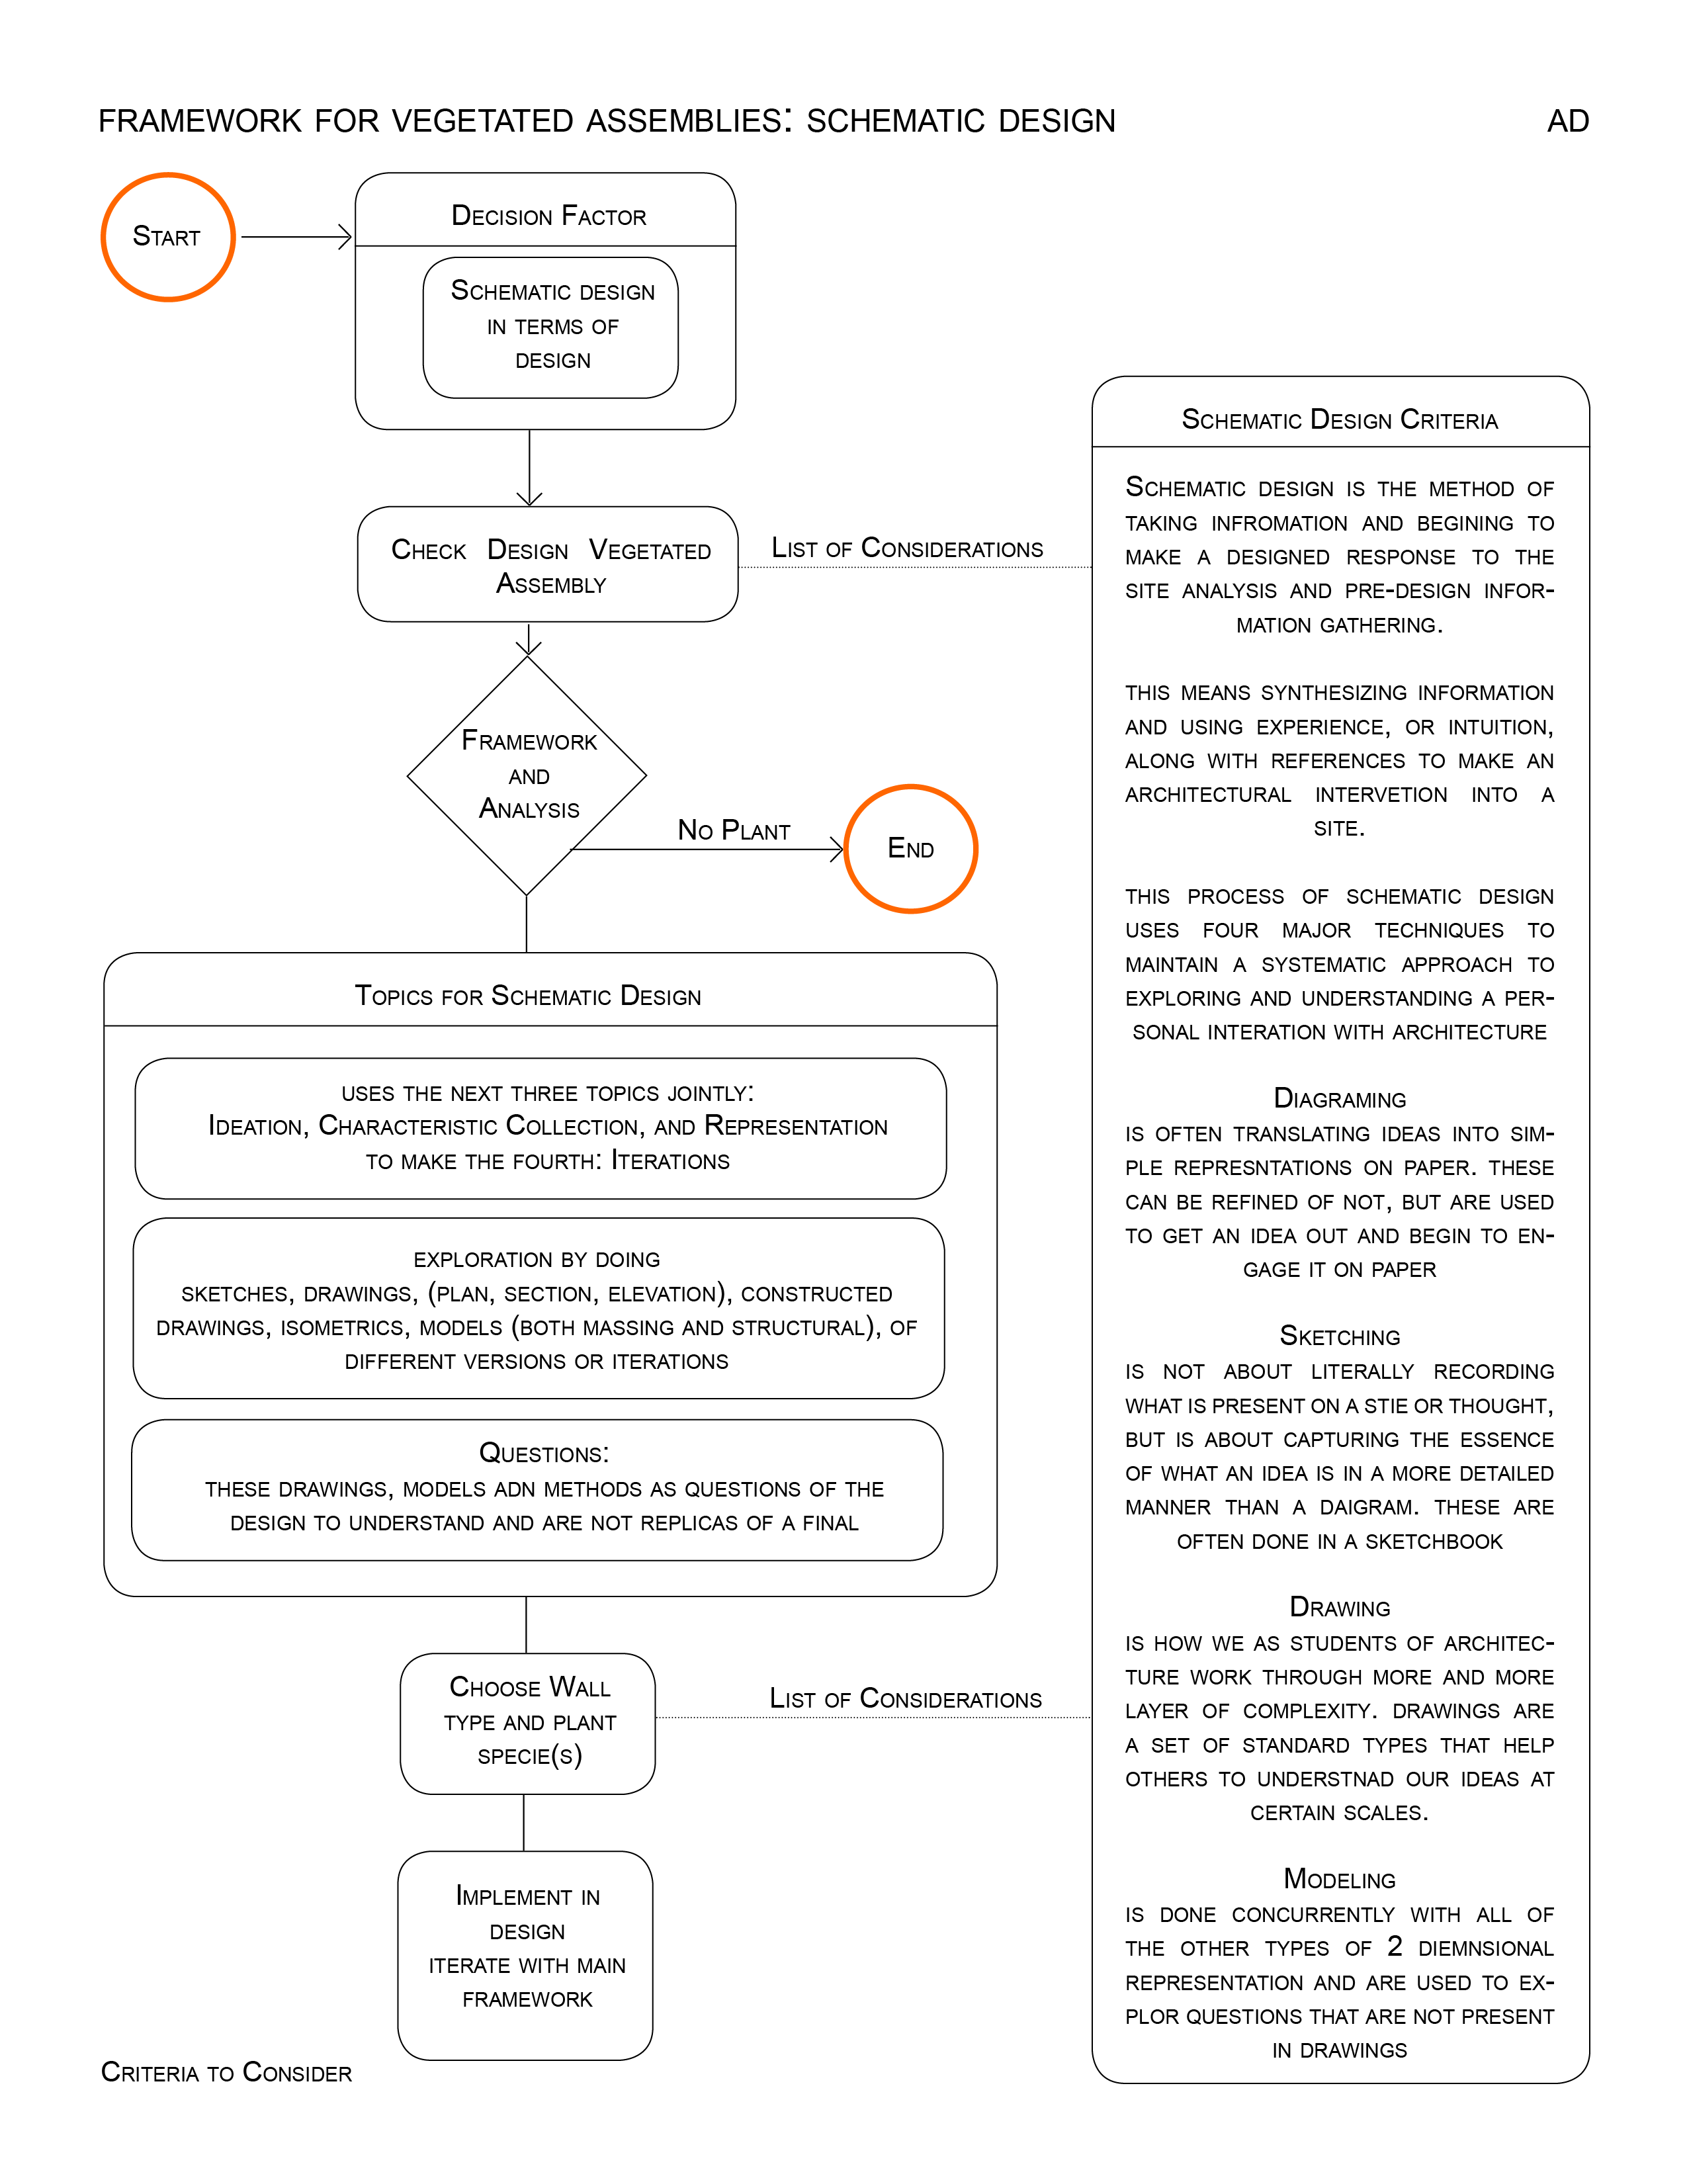 FRAMEWORK FOR VEGETATED ASSEMBLIES: SCHEMATIC DESIGN
AD
START
DECISION FACTOR
SCHEMATIC DESIGN
IN TERMS OF
DESIGN
CHECK DESIGN VEGETATED
ASSEMBLY
LIST OF CONSIDERATIONS
FRAMEWORK
AND
ANALYSIS
NO PLANT
END
TOPICS FOR SCHEMATIC DESIGN
USES THE NEXT THREE TOPICS JOINTLY:
IDEATION, CHARACTERISTIC COLLECTION, AND REPRESENTATION
TO MAKE THE FOURTH: ITERATIONS
EXPLORATION BY DOING
SKETCHES, DRAWINGS, (PLAN, SECTION, ELEVATION), CONSTRUCTED
DRAWINGS, ISOMETRICS, MODELS (BOTH MASSING AND STRUCTURAL), OF
DIFFERENT VERSIONS OR ITERATIONS
QUESTIONS:
THESE DRAWINGS, MODELS ADN METHODS AS QUESTIONS OF THE
DESIGN TO UNDERSTAND AND ARE NOT REPLICAS OF A FINAL
CHOOSE WALL
TYPE AND PLANT
SPECIE(S)
LIST OF CONSIDERATIONS
IMPLEMENT IN
DESIGN
ITERATE WITH MAIN
FRAMEWORK
CRITERIA TO CONSIDER
SCHEMATIC DESIGN CRITERIA
SCHEMATIC DESIGN IS THE METHOD OF
TAKING INFROMATION AND BEGINING TO
MAKE A DESIGNED RESPONSE TO THE
SITE ANALYSIS AND PRE-DESIGN INFOR-
MATION GATHERING.
THIS MEANS SYNTHESIZING INFORMATION
AND USING EXPERIENCE, OR INTUITION,
ALONG WITH REFERENCES TO MAKE AN
ARCHITECTURAL INTERVETION INTO A
SITE.
THIS PROCESS OF SCHEMATIC DESIGN
USES FOUR MAJOR TECHNIQUES TO
MAINTAIN A SYSTEMATIC APPROACH TO
EXPLORING AND UNDERSTANDING A PER-
SONAL INTERATION WITH ARCHITECTURE
DIAGRAMING
IS OFTEN TRANSLATING IDEAS INTO SIM-
PLE REPRESNTATIONS ON PAPER. THESE
CAN BE REFINED OF NOT, BUT ARE USED
TO GET AN IDEA OUT AND BEGIN TO EN-
GAGE IT ON PAPER
SKETCHING
IS NOT ABOUT LITERALLY RECORDING
WHAT IS PRESENT ON A STIE OR THOUGHT,
BUT IS ABOUT CAPTURING THE ESSENCE
OF WHAT AN IDEA IS IN A MORE DETAILED
MANNER THAN A DAIGRAM. THESE ARE
OFTEN DONE IN A SKETCHBOOK
DRAWING
IS HOW WE AS STUDENTS OF ARCHITEC-
TURE WORK THROUGH MORE AND MORE
LAYER OF COMPLEXITY. DRAWINGS ARE
A SET OF STANDARD TYPES THAT HELP
OTHERS TO UNDERSTNAD OUR IDEAS AT
CERTAIN SCALES.
MODELING
IS DONE CONCURRENTLY WITH ALL OF
THE OTHER TYPES OF 2 DIEMNSIONAL
REPRESENTATION AND ARE USED TO EX-
PLOR QUESTIONS THAT ARE NOT PRESENT
IN DRAWINGS